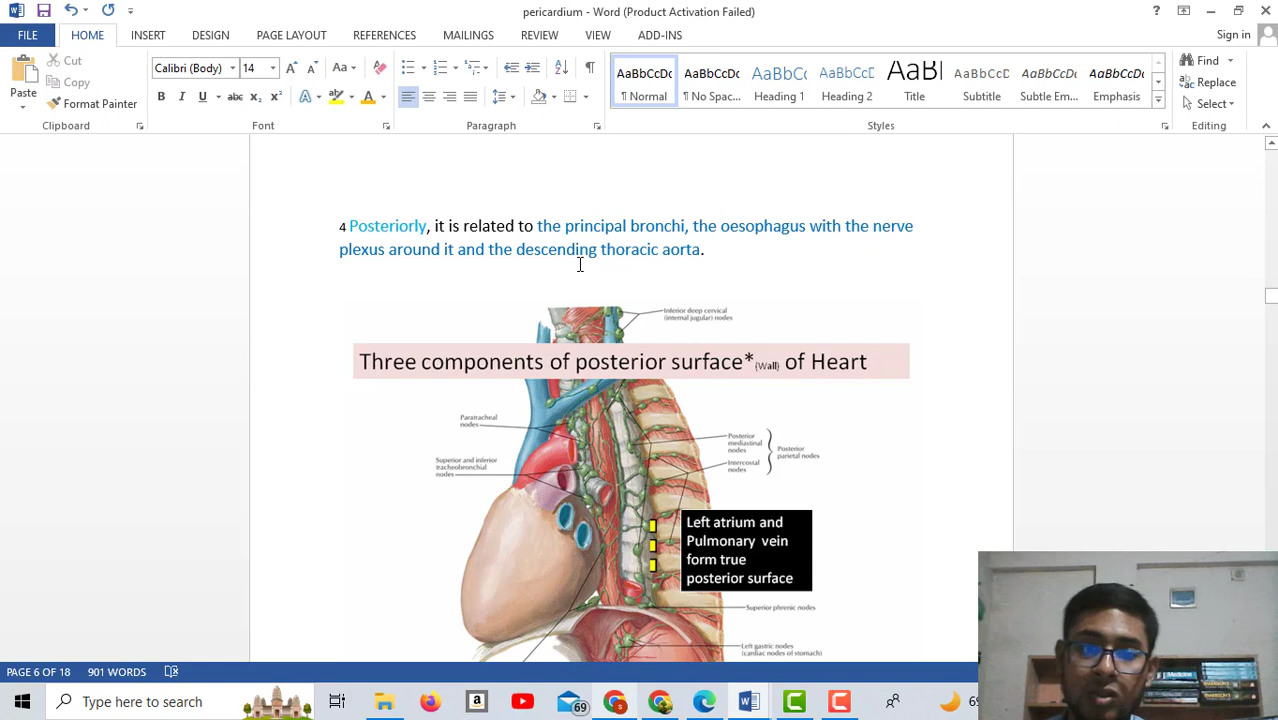 pericardium - Word (Product Activation Failed)
FILE HOME INSERT DESIGN PAGE LAYOUT REFERENCES MAILINGS REVIEW VIEW ADD-INS Sign in
Paste Cut Copy Format Painter
Calibri (Body) 14
AaBbCcDc AaBbCcDc AaBbCc AaBbCcD AaBl AaBbCcD AaBbCcDc AaBbCcDc
¶ Normal ¶ No Spac... Heading 1 Heading 2 Title Subtitle Subtle Em... Emphasis
Find Replace Select
Clipboard Font Paragraph Styles Editing
4 Posteriorly, it is related to the principal bronchi, the oesophagus with the nerve
plexus around it and the descending thoracic aorta.
Inferior deep cervical
(internal jugular) nodes
Three components of posterior surface*(Wall) of Heart
Paratracheal
nodes
Superior and inferior
tracheobronchial
nodes
Posterior
mediastinal
nodes
Intercostal
nodes
Posterior
parietal nodes
Left atrium and
Pulmonary vein
form true
posterior surface
Superior phrenic nodes
Left gastric nodes
(cardiac nodes of stomach)
PAGE 6 OF 18 901 WORDS
Type here to search
69